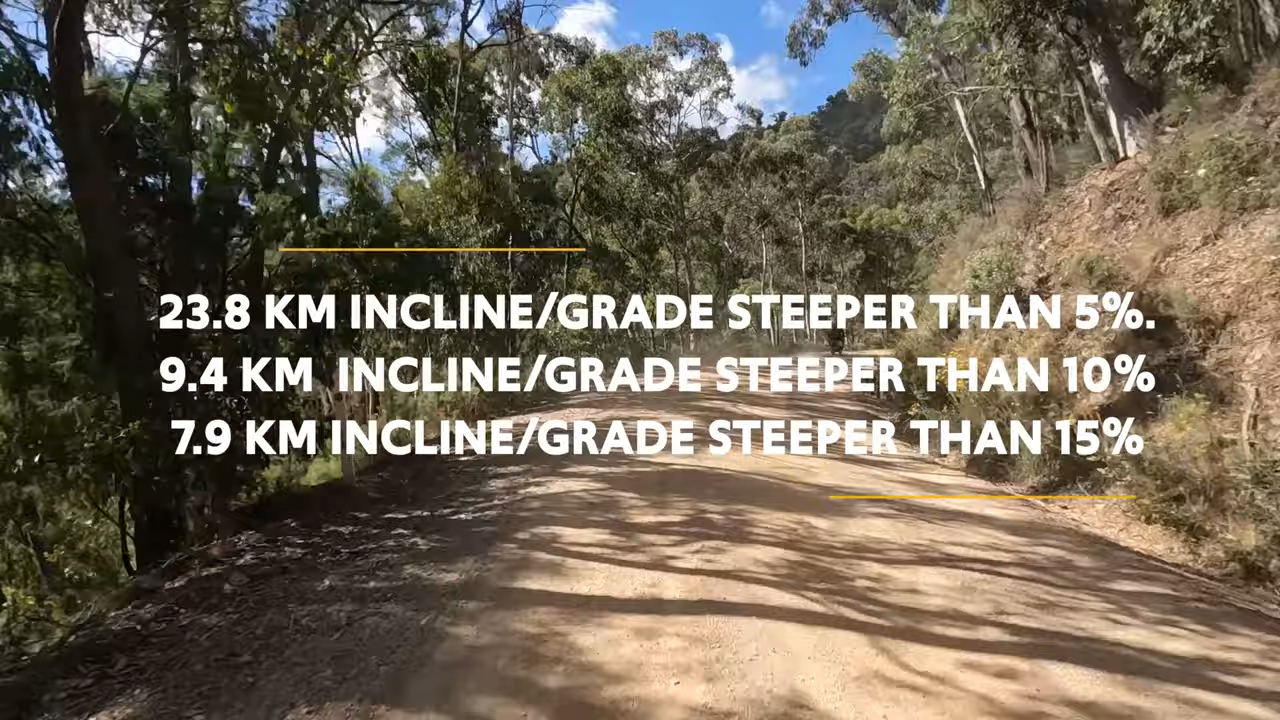 23.8 KM INCLINE/GRADE STEEPER THAN 5%.
9.4 KM INCLINE/GRADE STEEPER THAN 10%
7.9 KM INCLINE/GRADE STEEPER THAN 15%